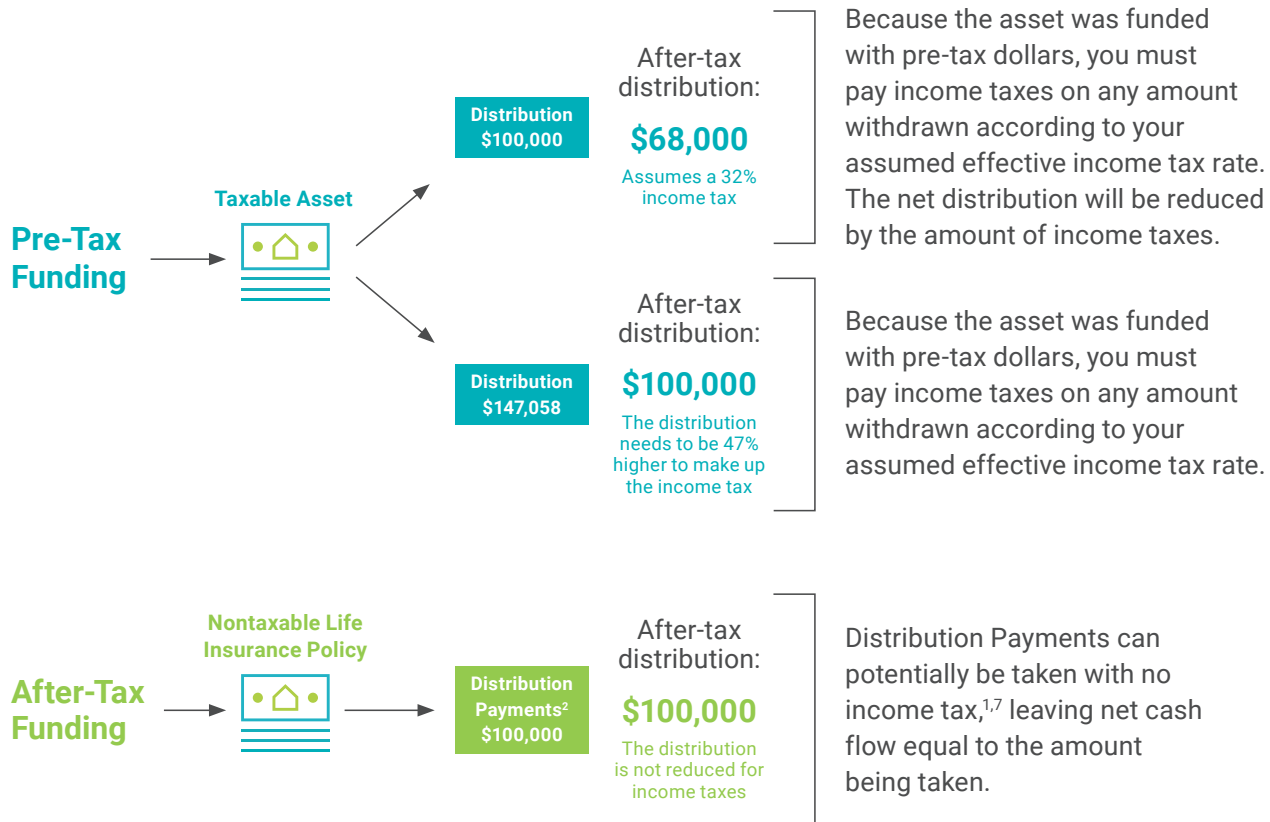 Pre-Tax
Funding
Taxable Asset
Distribution
$100,000
After-tax
distribution:
$68,000
Assumes a 32%
income tax
Because the asset was funded
with pre-tax dollars, you must
pay income taxes on any amount
withdrawn according to your
assumed effective income tax rate.
The net distribution will be reduced
by the amount of income taxes.
Distribution
$147,058
After-tax
distribution:
$100,000
The distribution
needs to be 47%
higher to make up
the income tax
Because the asset was funded
with pre-tax dollars, you must
pay income taxes on any amount
withdrawn according to your
assumed effective income tax rate.
After-Tax
Funding
Nontaxable Life
Insurance Policy
Distribution
Payments²
$100,000
After-tax
distribution:
$100,000
The distribution
is not reduced for
income taxes
Distribution Payments can
potentially be taken with no
income tax,¹,⁷ leaving net cash
flow equal to the amount
being taken.